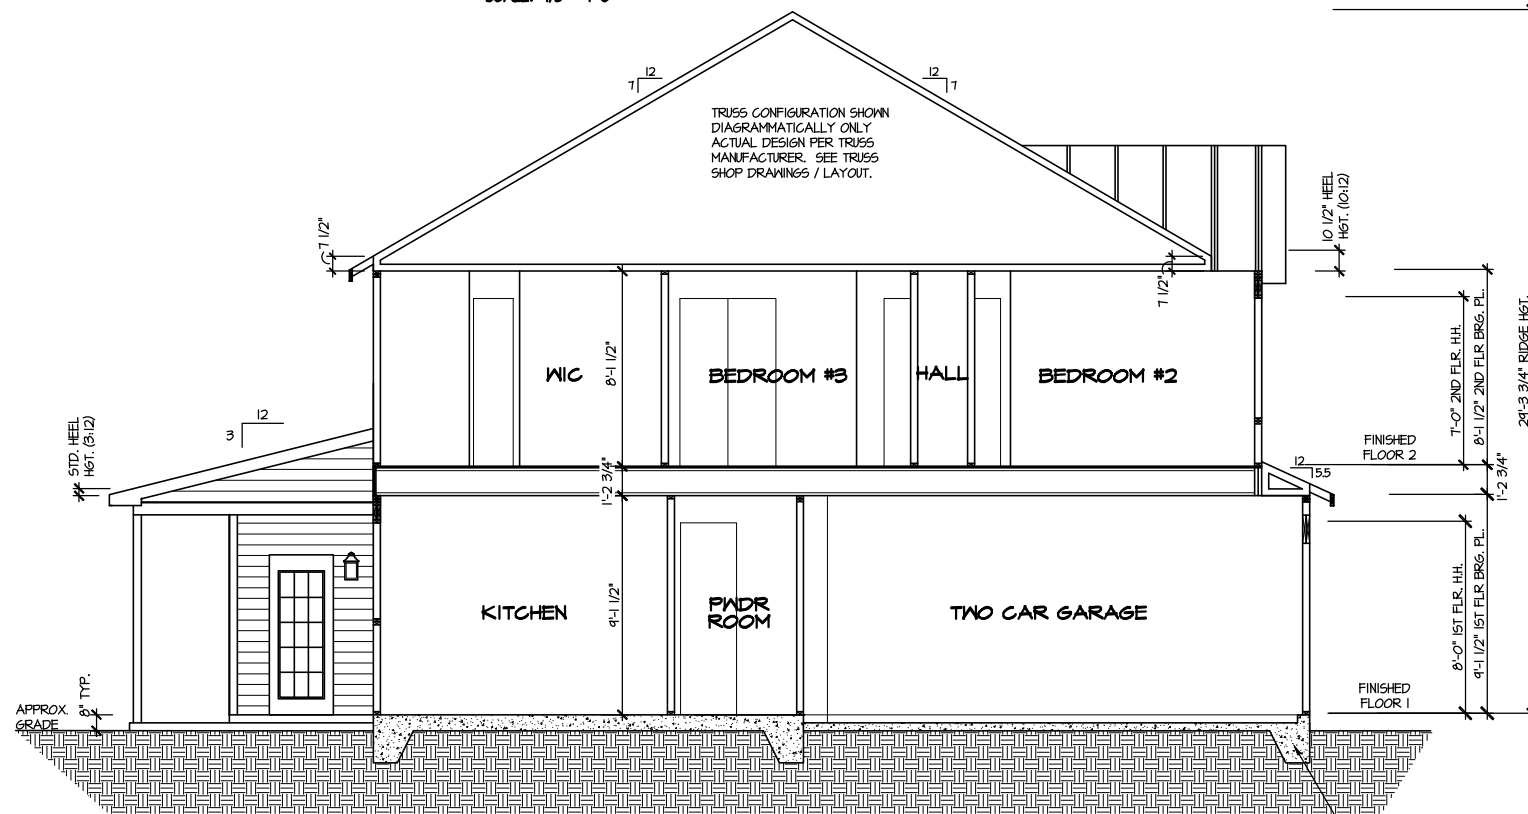 12
7
12
7
TRUSS CONFIGURATION SHOWN
DIAGRAMMATICALLY ONLY
ACTUAL DESIGN PER TRUSS
MANUFACTURER. SEE TRUSS
SHOP DRAWINGS / LAYOUT.
7 1/2"
10 1/2" HEEL
HGT. (10:12)
7 1/2"
WIC
8'-1 1/2"
BEDROOM #3
HALL
BEDROOM #2
7'-0" 2ND FLR. H.H.
8'-1 1/2" 2ND FLR BRG. PL.
29'-3 3/4" RIDGE HGT.
12
3
STD. HEEL
HGT. (3:12)
FINISHED
FLOOR 2
12
5.5
1'-2 3/4"
1'-2 3/4"
KITCHEN
9'-1 1/2"
PWDR
ROOM
TWO CAR GARAGE
8'-0" 1ST FLR. H.H.
9'-1 1/2" 1ST FLR BRG. PL.
8" TYP.
APPROX.
GRADE
FINISHED
FLOOR 1